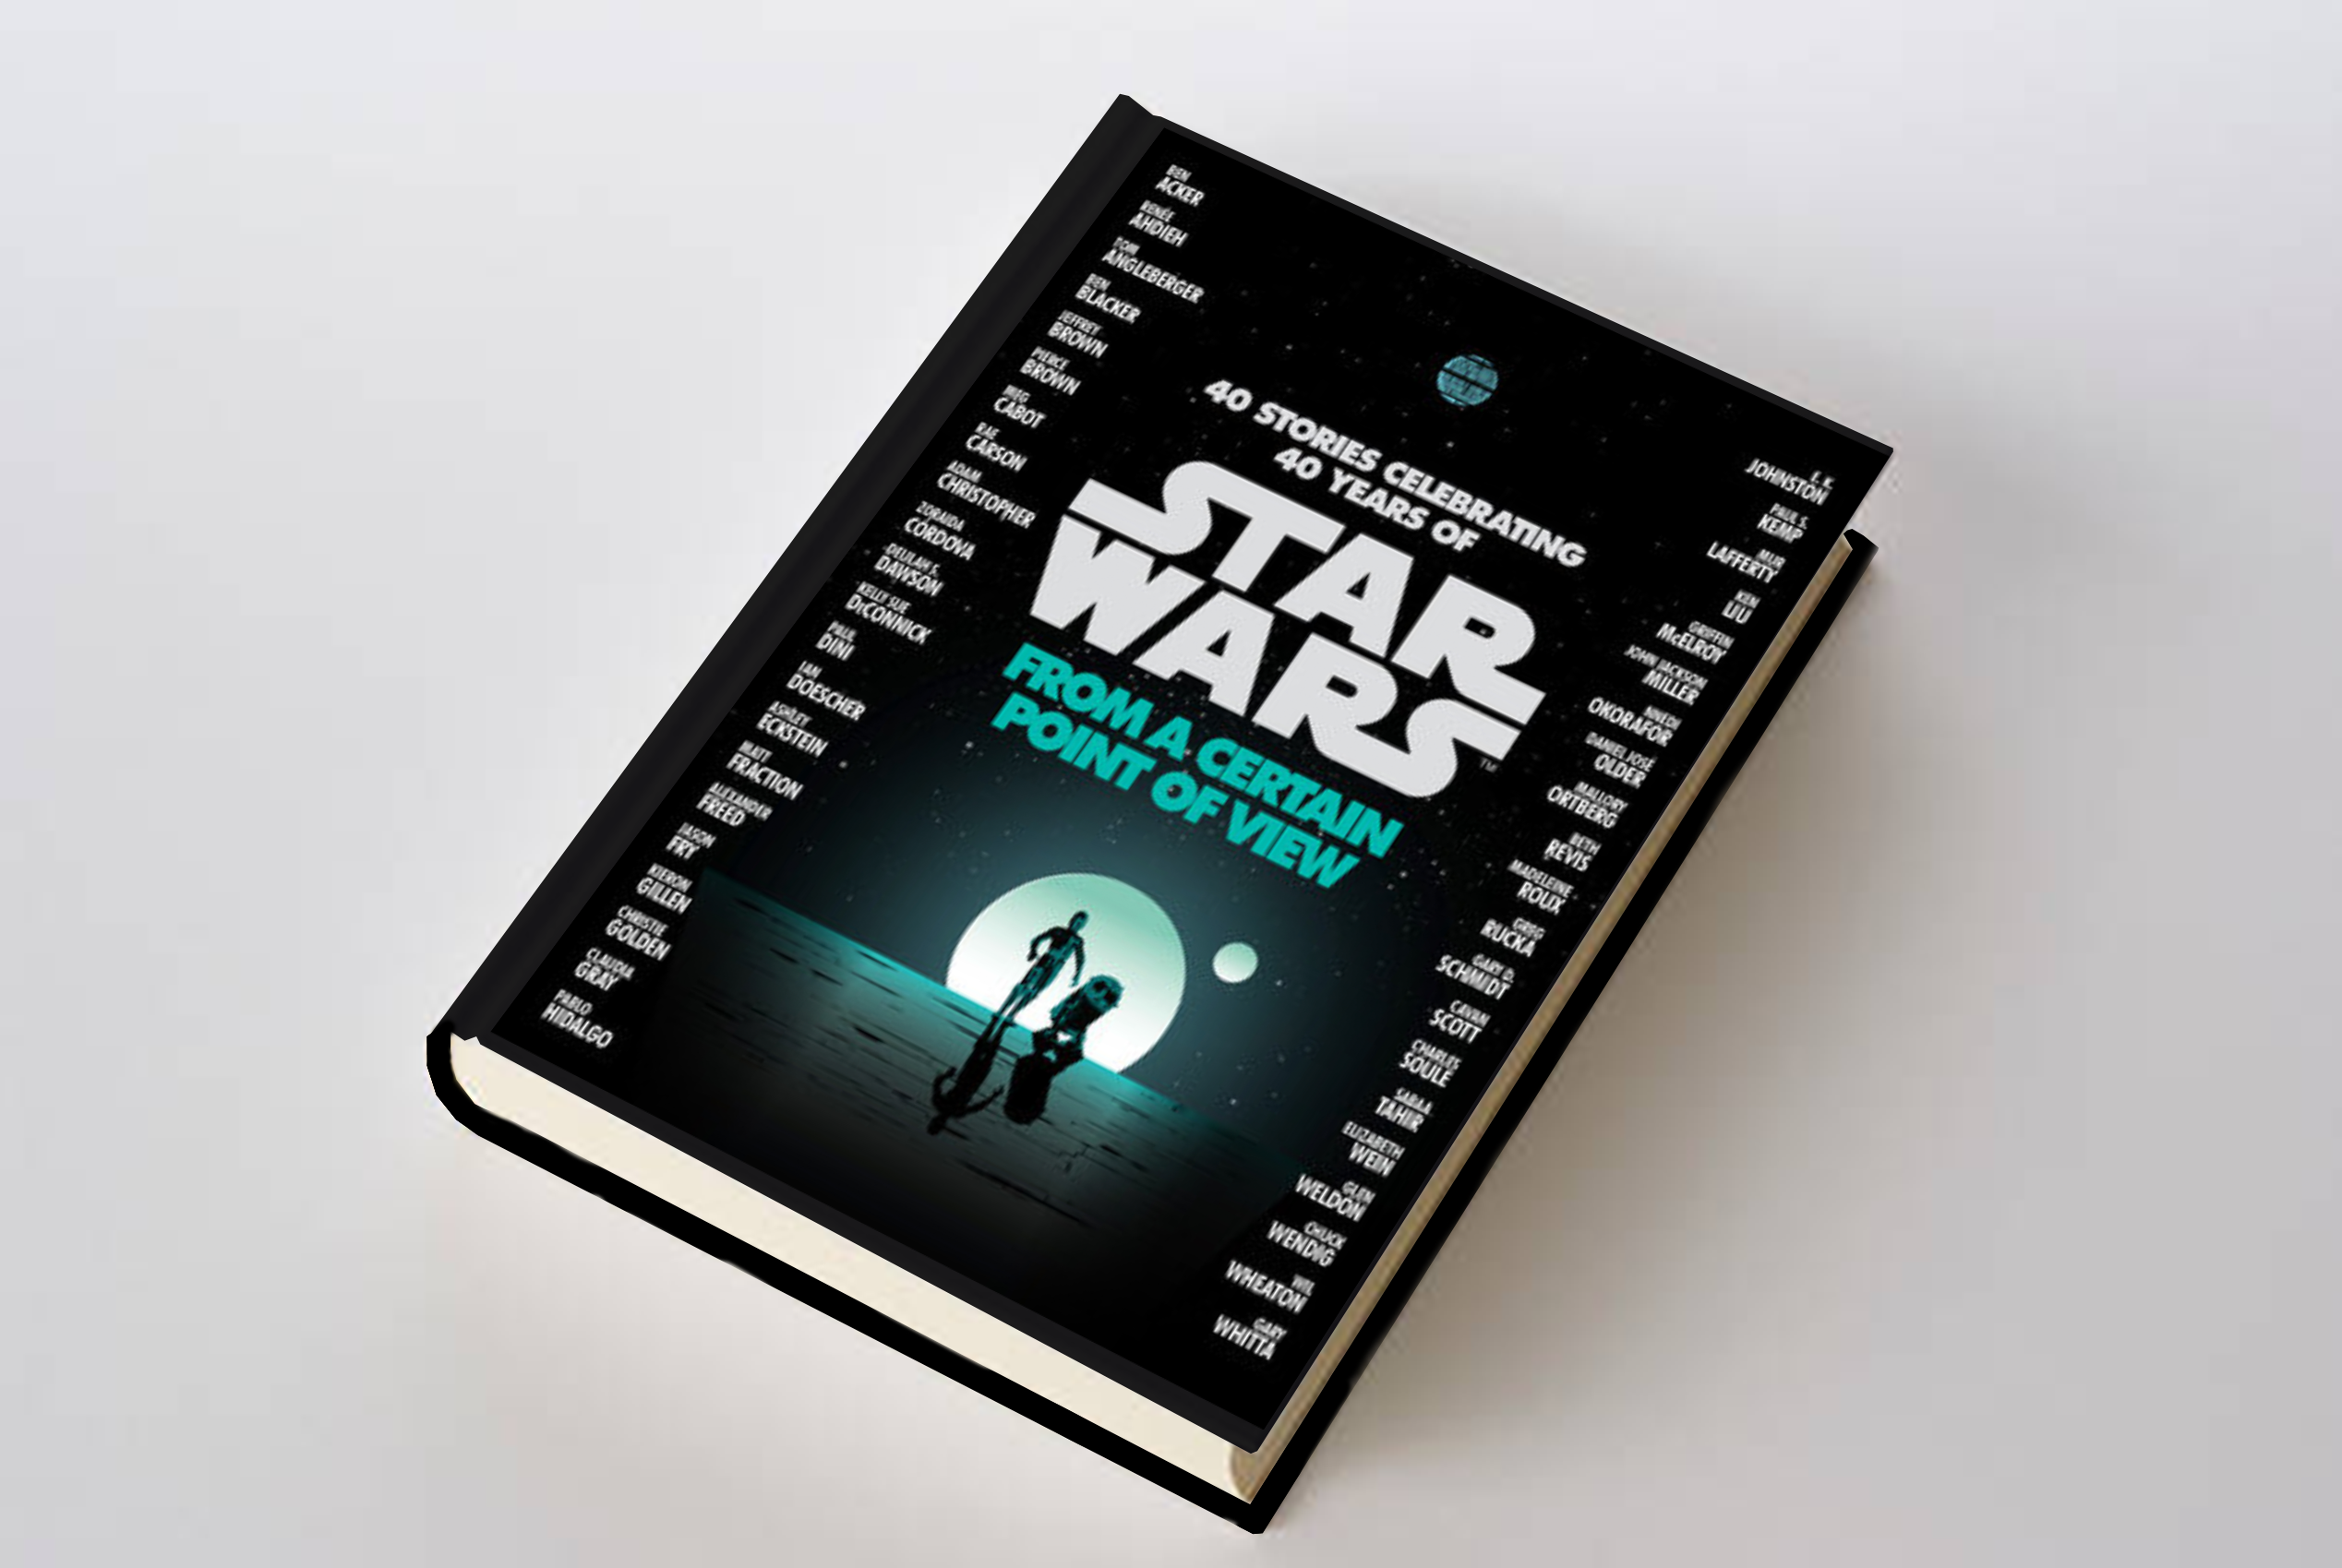 BEN
ACKER
RENÉE
AHDIEH
TOM
ANGLEBERGER
BEN
BLACKER
JEFFREY
BROWN
PIERCE
BROWN
MEG
CABOT
RAE
CARSON
ADAM
CHRISTOPHER
ZORAIDA
CÓRDOVA
DELILAH S.
DAWSON
KELLY SUE
DeCONNICK
PAUL
DINI
IAN
DOESCHER
ASHLEY
ECKSTEIN
MATT
FRACTION
ALEXANDER
FREED
JASON
FRY
KIERON
GILLEN
CHRISTIE
GOLDEN
CLAUDIA
GRAY
PABLO
HIDALGO
40 STORIES CELEBRATING
40 YEARS OF
STAR
WARS
TM
FROM A CERTAIN
POINT OF VIEW
E. K.
JOHNSTON
PAUL S.
KEMP
MUR
LAFFERTY
KEN
LIU
GRIFFIN
McELROY
JOHN JACKSON
MILLER
NNEDI
OKORAFOR
DANIEL JOSÉ
OLDER
MALLORY
ORTBERG
BETH
REVIS
MADELEINE
ROUX
GREG
RUCKA
GARY D.
SCHMIDT
CAVAN
SCOTT
CHARLES
SOULE
SABAA
TAHIR
ELIZABETH
WEIN
GLEN
WELDON
CHUCK
WENDIG
WIL
WHEATON
GARY
WHITTA